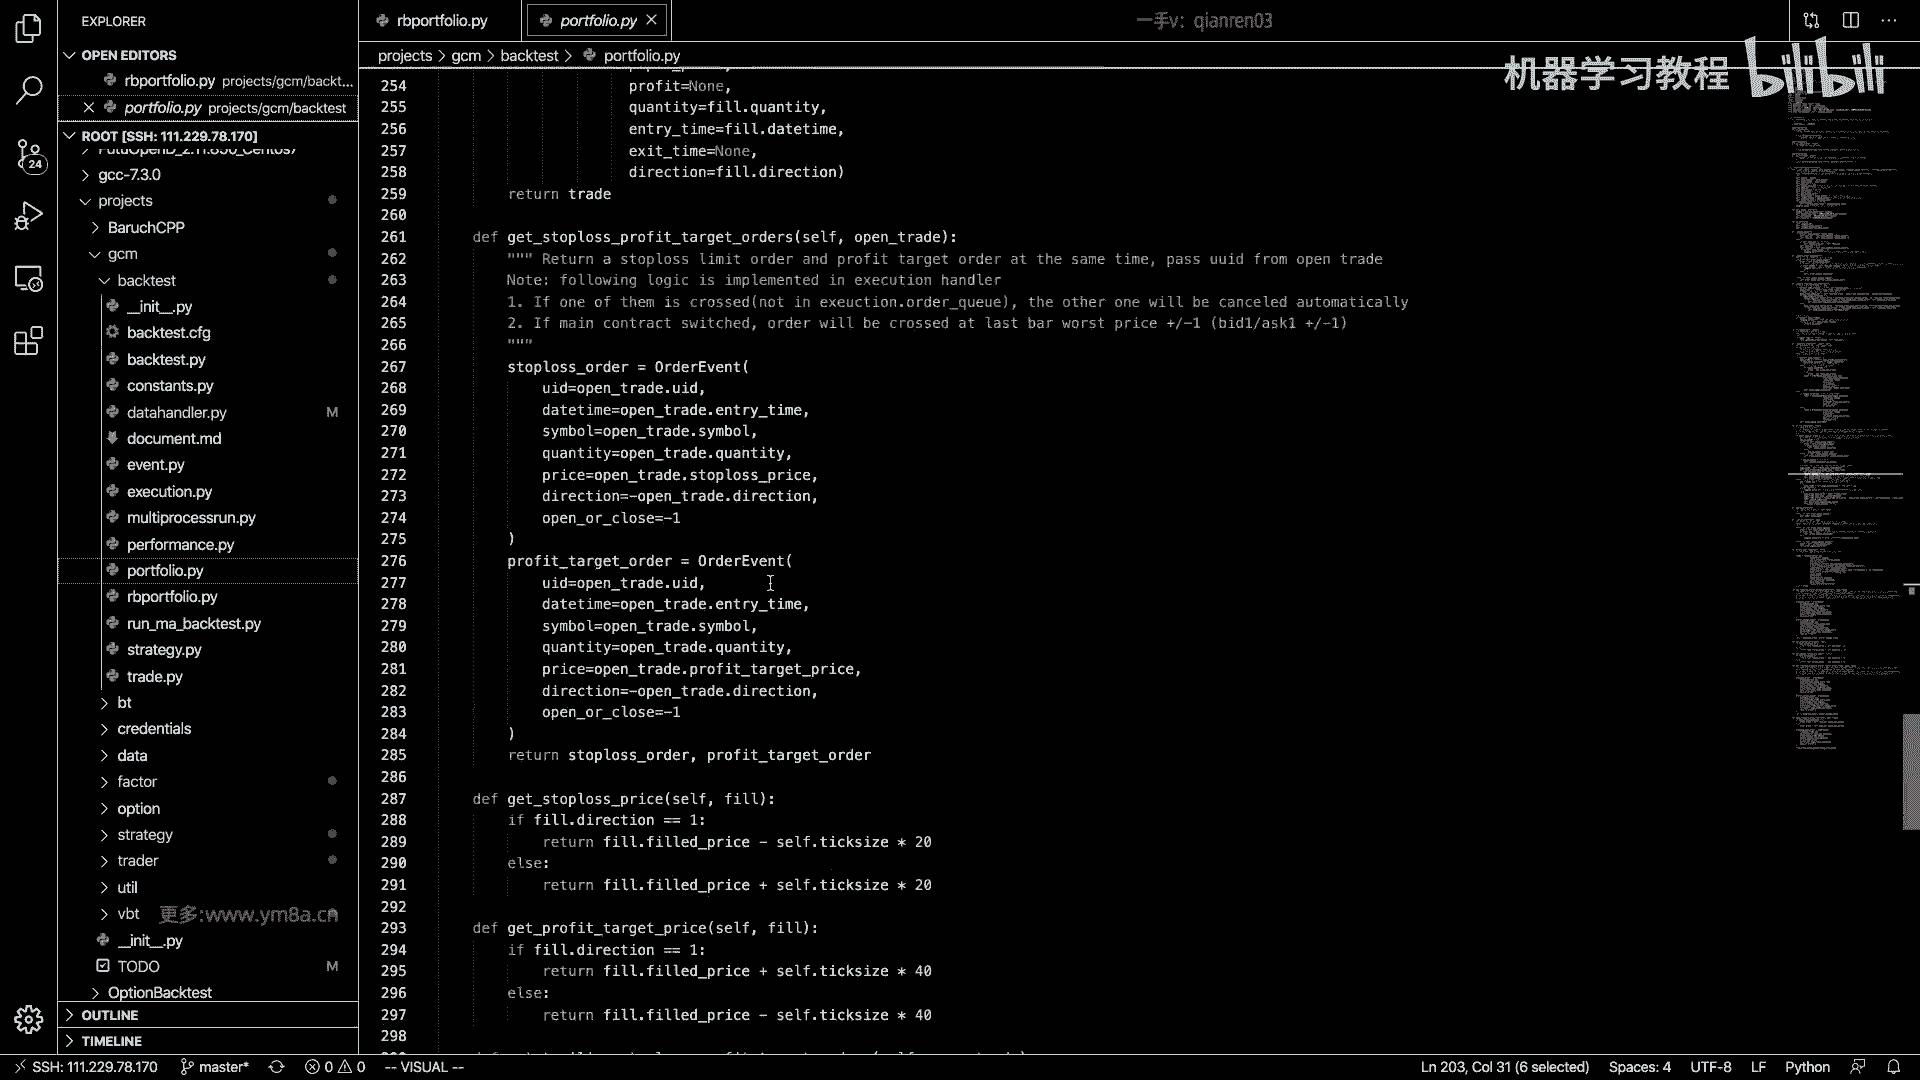 EXPLORER
OPEN EDITORS
rbportfolio.py projects/gcm/backt...
portfolio.py projects/gcm/backtest
ROOT [SSH: 111.229.78.170]
gcc-7.3.0
projects
BaruchCPP
gcm
backtest
__init__.py
backtest.cfg
backtest.py
constants.py
datahandler.py M
document.md
event.py
execution.py
multiprocessrun.py
performance.py
portfolio.py
rbportfolio.py
run_ma_backtest.py
strategy.py
trade.py
bt
credentials
data
factor
option
strategy
trader
util
vbt
更多:www.ym8a.cn
__init__.py
TODO M
OptionBacktest
OUTLINE
TIMELINE
24
rbportfolio.py
portfolio.py
一手v: qianren03
机器学习教程 bilibili
projects > gcm > backtest > portfolio.py
254 profit=None,
255 quantity=fill.quantity,
256 entry_time=fill.datetime,
257 exit_time=None,
258 direction=fill.direction)
259 return trade
260
261 def get_stoploss_profit_target_orders(self, open_trade):
262 """ Return a stoploss limit order and profit target order at the same time, pass uuid from open trade
263 Note: following logic is implemented in execution handler
264 1. If one of them is crossed(not in exeuction.order_queue), the other one will be canceled automatically
265 2. If main contract switched, order will be crossed at last bar worst price +/-1 (bid1/ask1 +/-1)
266 """
267 stoploss_order = OrderEvent(
268 uid=open_trade.uid,
269 datetime=open_trade.entry_time,
270 symbol=open_trade.symbol,
271 quantity=open_trade.quantity,
272 price=open_trade.stoploss_price,
273 direction=-open_trade.direction,
274 open_or_close=-1
275 )
276 profit_target_order = OrderEvent(
277 uid=open_trade.uid,
278 datetime=open_trade.entry_time,
279 symbol=open_trade.symbol,
280 quantity=open_trade.quantity,
281 price=open_trade.profit_target_price,
282 direction=-open_trade.direction,
283 open_or_close=-1
284 )
285 return stoploss_order, profit_target_order
286
287 def get_stoploss_price(self, fill):
288 if fill.direction == 1:
289 return fill.filled_price - self.ticksize * 20
290 else:
291 return fill.filled_price + self.ticksize * 20
292
293 def get_profit_target_price(self, fill):
294 if fill.direction == 1:
295 return fill.filled_price + self.ticksize * 40
296 else:
297 return fill.filled_price - self.ticksize * 40
298
SSH: 111.229.78.170 master* 0 0 -- VISUAL -- Ln 203, Col 31 (6 selected) Spaces: 4 UTF-8 LF Python